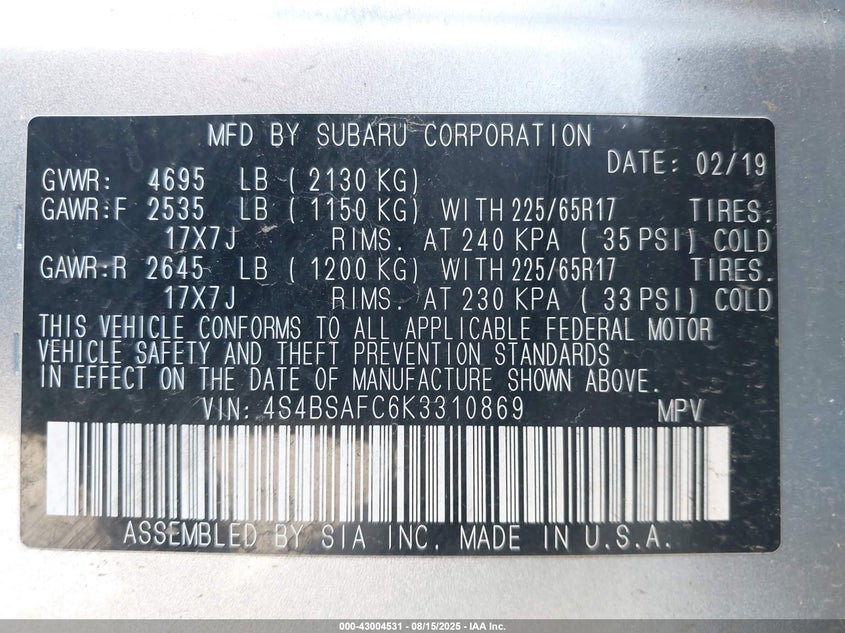 MFD BY SUBARU CORPORATION
DATE: 02/19
GVWR: 4695 LB ( 2130 KG)
GAWR:F 2535 LB ( 1150 KG) WITH 225/65R17 TIRES.
17X7J RIMS. AT 240 KPA ( 35 PSI) COLD
GAWR:R 2645 LB ( 1200 KG) WITH 225/65R17 TIRES.
17X7J RIMS. AT 230 KPA ( 33 PSI) COLD
THIS VEHICLE CONFORMS TO ALL APPLICABLE FEDERAL MOTOR
VEHICLE SAFETY AND THEFT PREVENTION STANDARDS
IN EFFECT ON THE DATE OF MANUFACTURE SHOWN ABOVE.
VIN: 4S4BSAFC6K3310869 MPV
ASSEMBLED BY SIA INC. MADE IN U.S.A.
000-43004531 - 08/15/2025 - IAA Inc.